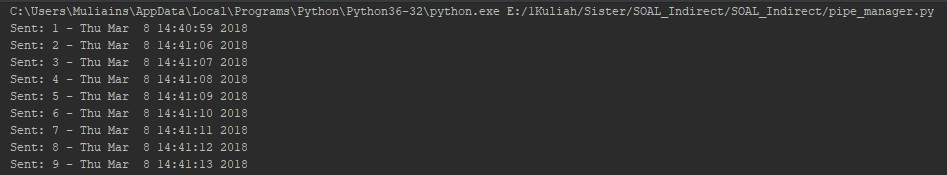 C:\Users\Muliains\AppData\Local\Programs\Python\Python36-32\python.exe E:/1Kuliah/Sister/SOAL_Indirect/SOAL_Indirect/pipe_manager.py
Sent: 1 - Thu Mar  8 14:40:59 2018
Sent: 2 - Thu Mar  8 14:41:06 2018
Sent: 3 - Thu Mar  8 14:41:07 2018
Sent: 4 - Thu Mar  8 14:41:08 2018
Sent: 5 - Thu Mar  8 14:41:09 2018
Sent: 6 - Thu Mar  8 14:41:10 2018
Sent: 7 - Thu Mar  8 14:41:11 2018
Sent: 8 - Thu Mar  8 14:41:12 2018
Sent: 9 - Thu Mar  8 14:41:13 2018